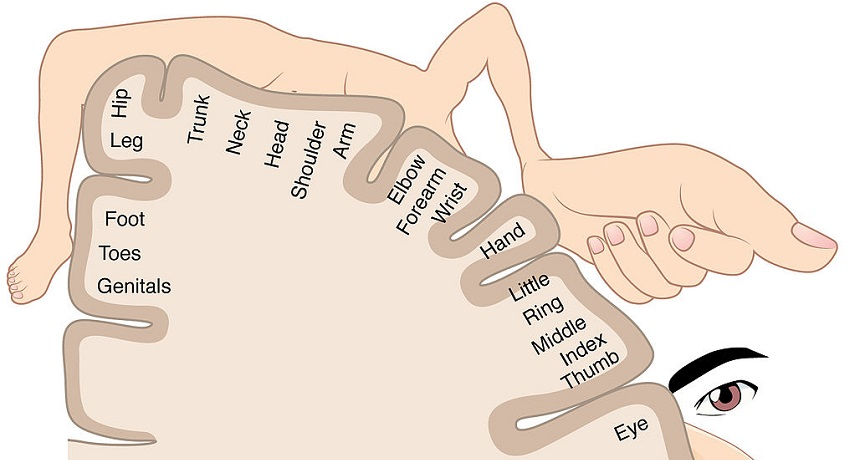 Hip
Leg
Foot
Toes
Genitals
Trunk
Neck
Head
Shoulder
Arm
Elbow
Forearm
Wrist
Hand
Little
Ring
Middle
Index
Thumb
Eye